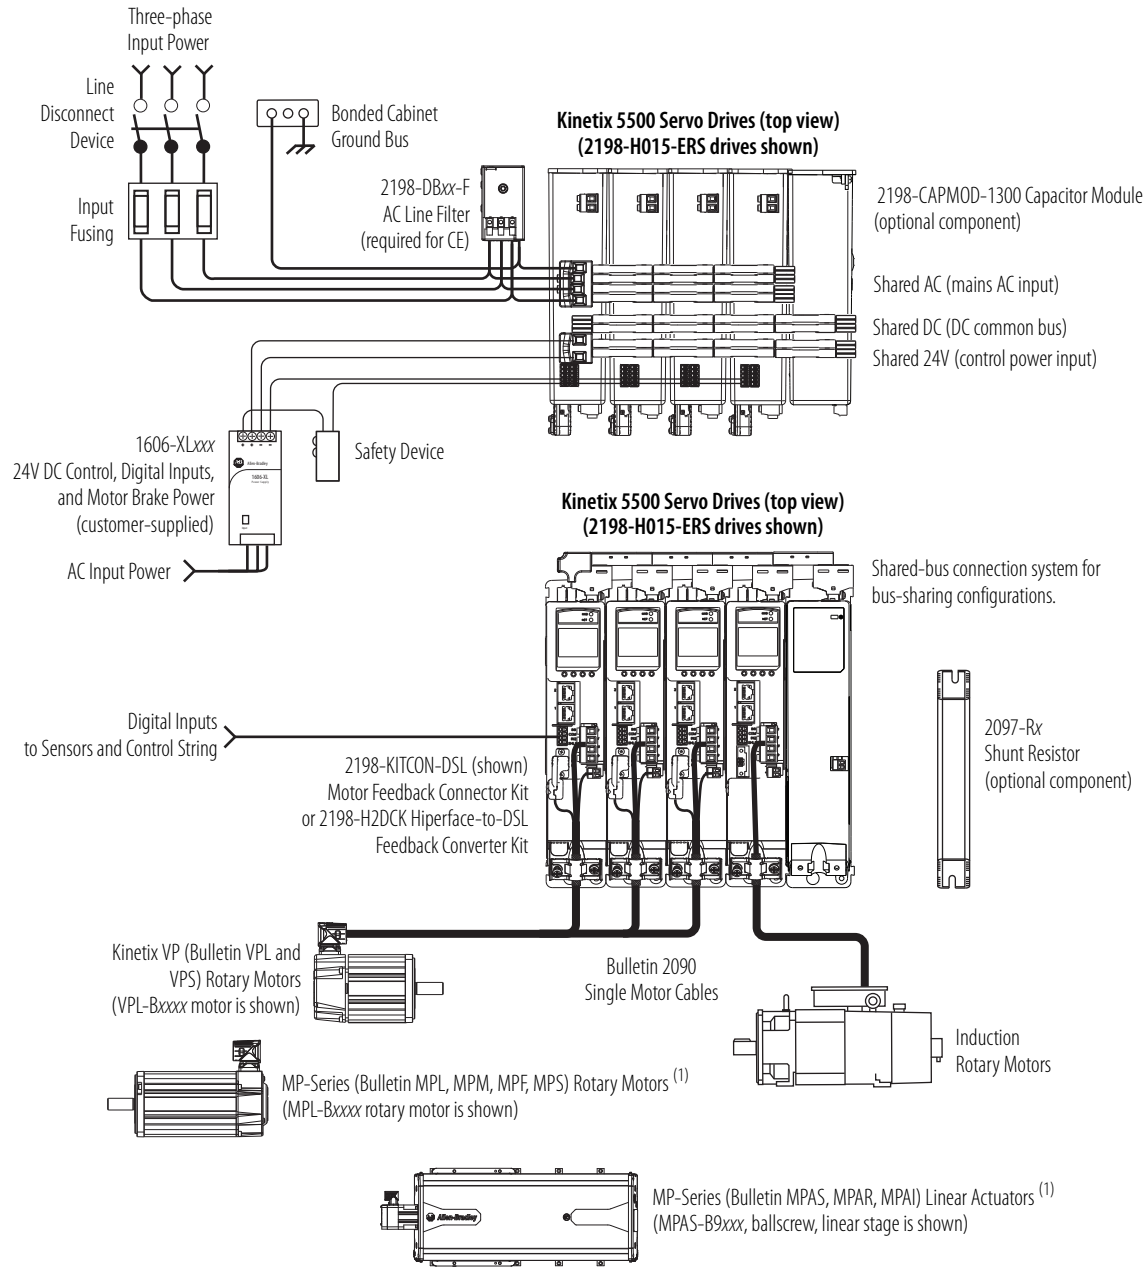 Three-phase
Input Power
Line
Disconnect
Device
Bonded Cabinet
Ground Bus
Kinetix 5500 Servo Drives (top view)
(2198-H015-ERS drives shown)
2198-DBxx-F
AC Line Filter
(required for CE)
2198-CAPMOD-1300 Capacitor Module
(optional component)
Input
Fusing
Shared AC (mains AC input)
Shared DC (DC common bus)
Shared 24V (control power input)
1606-XLxxx
24V DC Control, Digital Inputs,
and Motor Brake Power
(customer-supplied)
Allen-Bradley
1606-XL
Safety Device
AC Input Power
Kinetix 5500 Servo Drives (top view)
(2198-H015-ERS drives shown)
Shared-bus connection system for
bus-sharing configurations.
Digital Inputs
to Sensors and Control String
2198-KITCON-DSL (shown)
Motor Feedback Connector Kit
or 2198-H2DCK Hiperface-to-DSL
Feedback Converter Kit
2097-Rx
Shunt Resistor
(optional component)
Kinetix VP (Bulletin VPL and
VPS) Rotary Motors
(VPL-Bxxxx motor is shown)
Bulletin 2090
Single Motor Cables
Induction
Rotary Motors
MP-Series (Bulletin MPL, MPM, MPF, MPS) Rotary Motors (1)
(MPL-Bxxxx rotary motor is shown)
Allen-Bradley
MP-Series (Bulletin MPAS, MPAR, MPAI) Linear Actuators (1)
(MPAS-B9xxx, ballscrew, linear stage is shown)